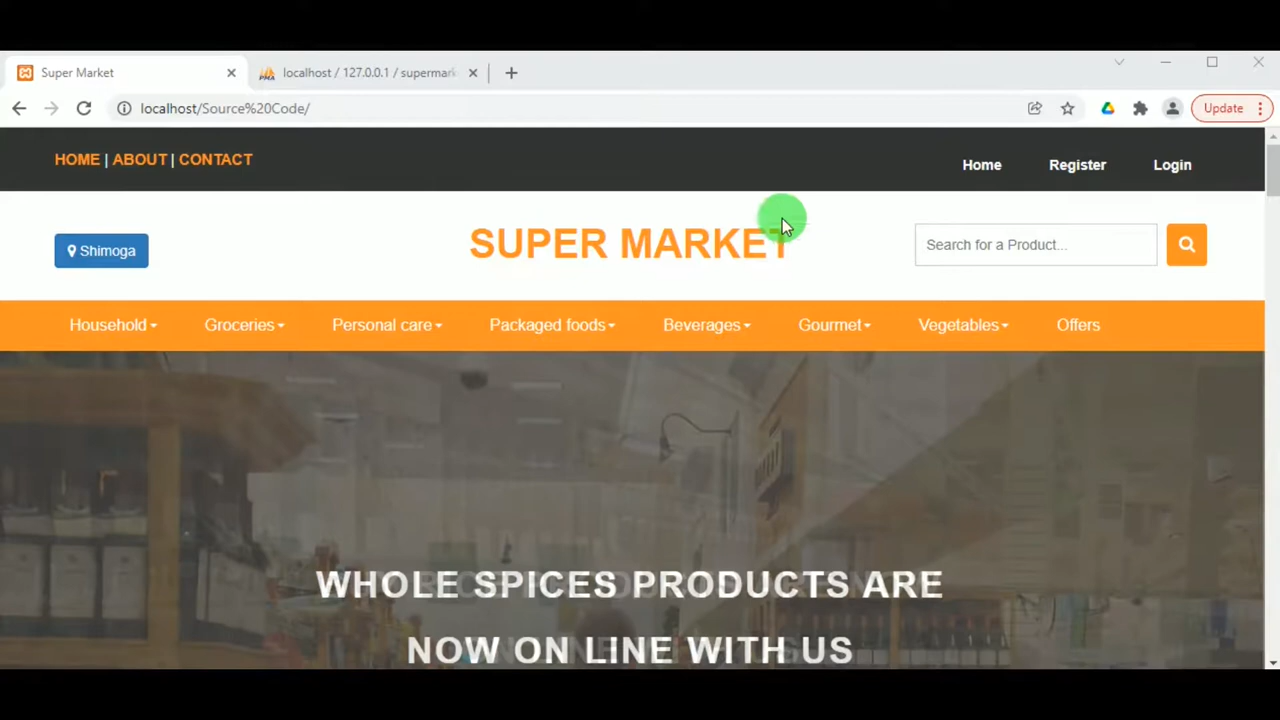 Super Market
localhost / 127.0.0.1 / supermark
localhost/Source%20Code/
Update
HOME | ABOUT | CONTACT
Home Register Login
Shimoga
SUPER MARKET
Search for a Product...
Household Groceries Personal care Packaged foods Beverages Gourmet Vegetables Offers
WHOLE SPICES PRODUCTS ARE
NOW ON LINE WITH US